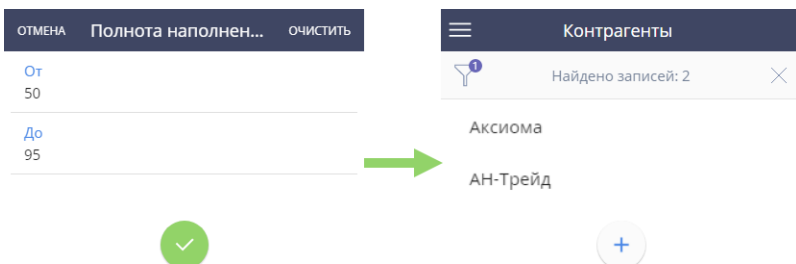 ОТМЕНА Полнота наполнен... ОЧИСТИТЬ
От
50
До
95
Контрагенты
1
Найдено записей: 2
Аксиома
АН-Трейд